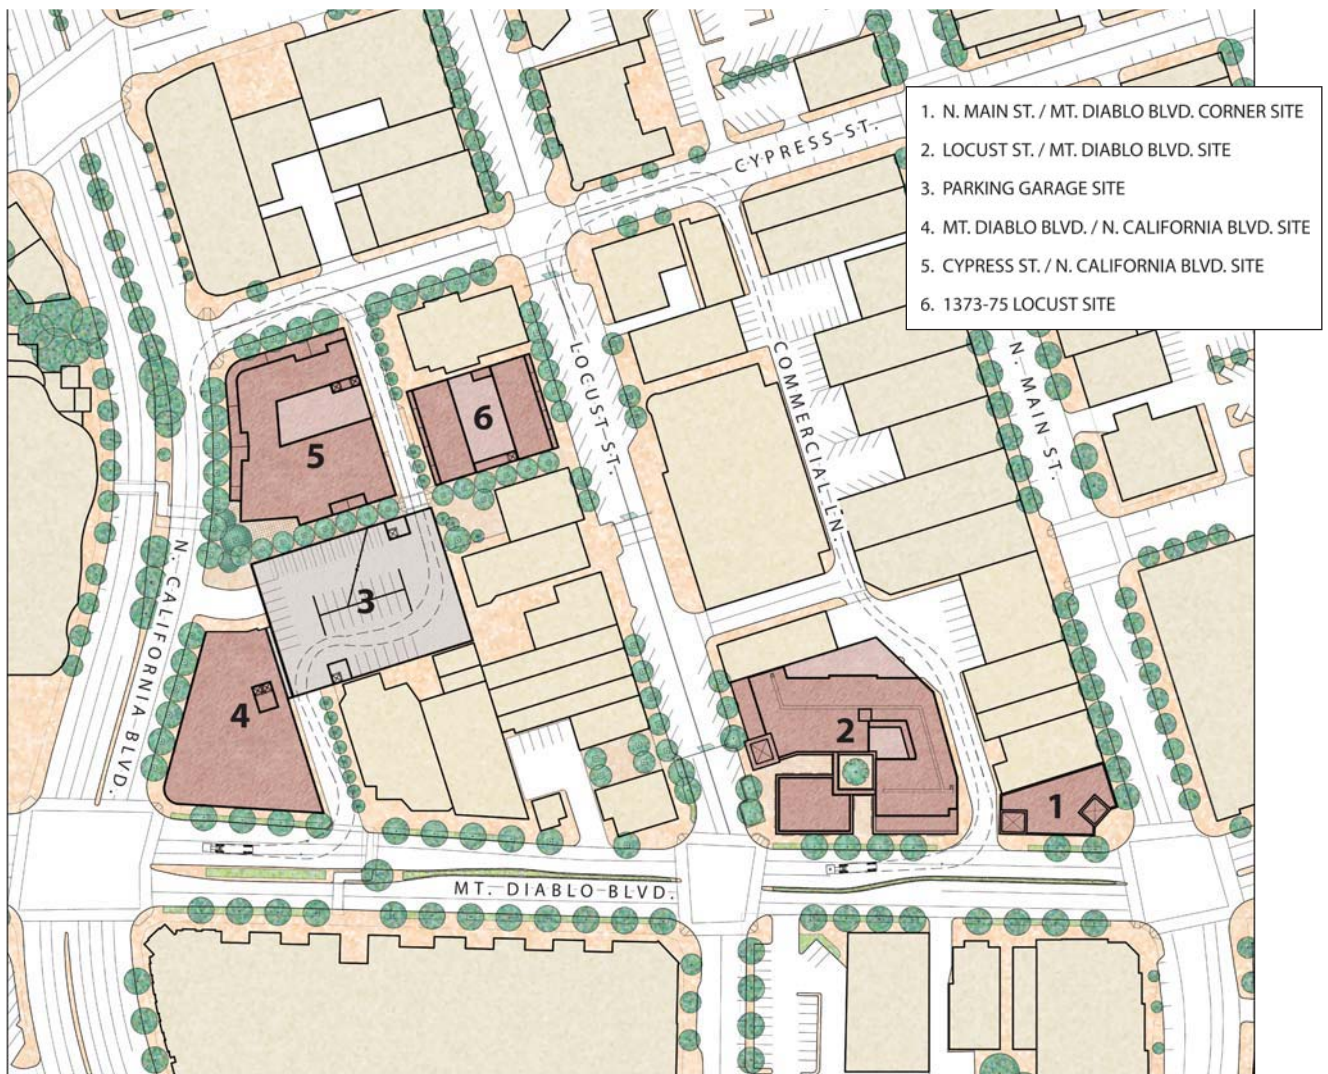 1. N. MAIN ST. / MT. DIABLO BLVD. CORNER SITE
2. LOCUST ST. / MT. DIABLO BLVD. SITE
3. PARKING GARAGE SITE
4. MT. DIABLO BLVD. / N. CALIFORNIA BLVD. SITE
5. CYPRESS ST. / N. CALIFORNIA BLVD. SITE
6. 1373-75 LOCUST SITE
CYPRESS ST.
LOCUST ST.
COMMERCIAL LN.
N. MAIN ST.
6
5
N. CALIFORNIA BLVD.
3
4
2
1
MT. DIABLO BLVD.